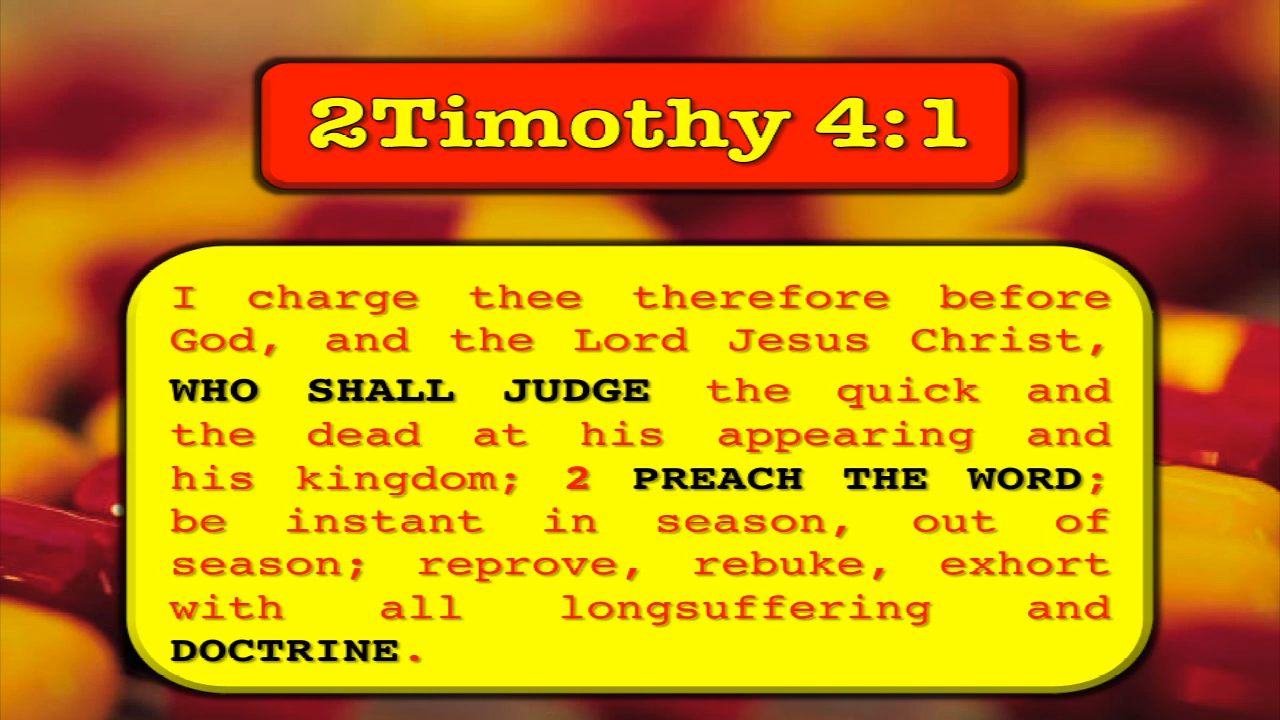 2Timothy 4:1
I charge thee therefore before
God, and the Lord Jesus Christ,
WHO SHALL JUDGE the quick and
the dead at his appearing and
his kingdom; 2 PREACH THE WORD;
be instant in season, out of
season; reprove, rebuke, exhort
with all longsuffering and
DOCTRINE.